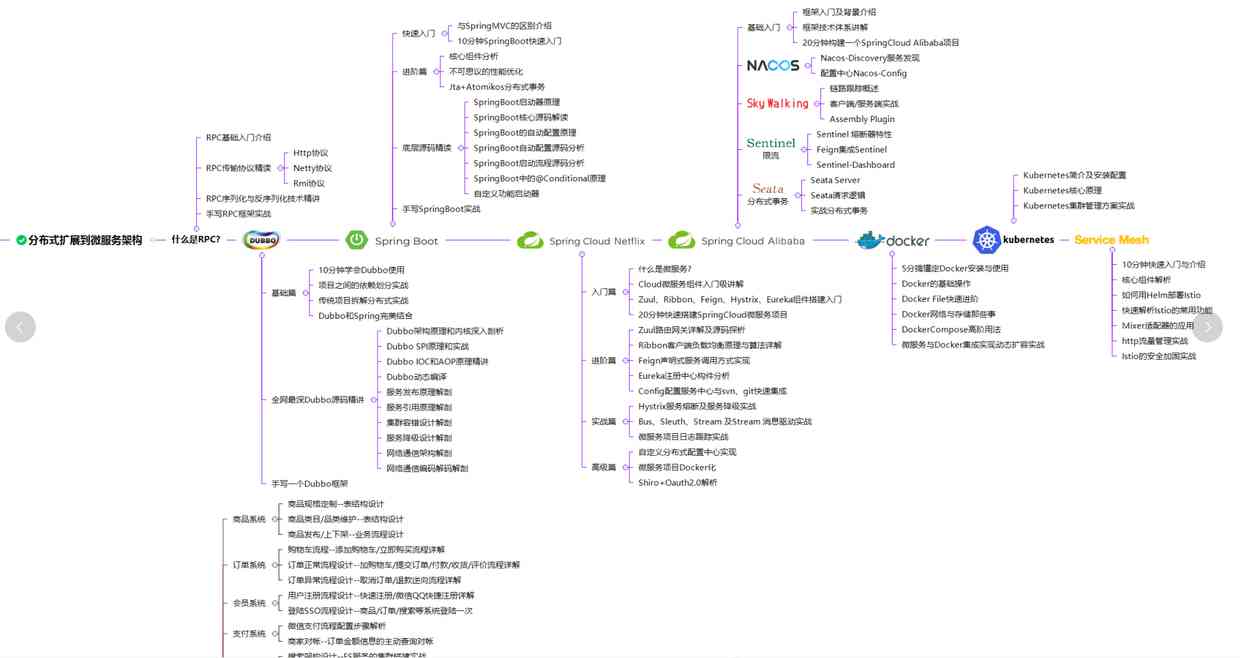 分布式扩展到微服务架构
什么是RPC?
RPC基础入门介绍
RPC传输协议精读
Http协议
Netty协议
Rmi协议
RPC序列化与反序列化技术精讲
手写RPC框架实战
DUBBO
基础篇
10分钟学会Dubbo使用
项目之间的依赖划分实战
传统项目拆解分布式实战
Dubbo和Spring完美结合
全网最深Dubbo源码精讲
Dubbo架构原理和内核深入剖析
Dubbo SPI原理和实战
Dubbo IOC和AOP原理精讲
Dubbo动态编译
服务发布原理解剖
服务引用原理解剖
集群容错设计解剖
服务降级设计解剖
网络通信架构解剖
网络通信编码解码解剖
手写一个Dubbo框架
Spring Boot
快速入门
与SpringMVC的区别介绍
10分钟SpringBoot快速入门
进阶篇
核心组件分析
不可思议的性能优化
Jta+Atomikos分布式事务
底层源码精读
SpringBoot启动器原理
SpringBoot核心源码解读
SpringBoot的自动配置原理
SpringBoot自动配置源码分析
SpringBoot启动流程源码分析
SpringBoot中的@Conditional原理
自定义功能启动器
手写SpringBoot实战
Spring Cloud Netflix
入门篇
什么是微服务?
Cloud微服务组件入门级讲解
Zuul、Ribbon、Feign、Hystrix、Eureka组件搭建入门
20分钟快速搭建SpringCloud微服务项目
进阶篇
Zuul路由网关详解及源码探析
Ribbon客户端负载均衡原理与算法详解
Feign声明式服务调用方式实现
Eureka注册中心构件分析
Config配置服务中心与svn、git快速集成
实战篇
Hystrix服务熔断及服务降级实战
Bus、Sleuth、Stream 及Stream 消息驱动实战
微服务项目日志跟踪实战
高级篇
自定义分布式配置中心实现
微服务项目Docker化
Shiro+Oauth2.0解析
Spring Cloud Alibaba
基础入门
框架入门及背景介绍
框架技术体系讲解
20分钟构建一个SpringCloud Alibaba项目
NACOS
Nacos-Discovery服务发现
配置中心Nacos-Config
Sky Walking
链路跟踪概述
客户端/服务端实战
Assembly Plugin
Sentinel
限流
Sentinel 熔断器特性
Feign集成Sentinel
Sentinel-Dashboard
Seata
分布式事务
Seata Server
Seata请求逻辑
实战分布式事务
docker
5分搞懂定Docker安装与使用
Docker的基础操作
Docker File快速进阶
Docker网络与存储那些事
DockerCompose高阶用法
微服务与Docker集成实现动态扩容实战
kubernetes
Kubernetes简介及安装配置
Kubernetes核心原理
Kubernetes集群管理方案实战
Service Mesh
10分钟快速入门与介绍
核心组件解析
如何用Helm部署Istio
快速解析Istio的常用功能
Mixer适配器的应用
http流量管理实战
Istio的安全加固实战
商品系统
商品规格定制--表结构设计
商品类目/品类维护--表结构设计
商品发布/上下架--业务流程设计
订单系统
购物车流程--添加购物车/立即购买流程详解
订单正常流程设计--加购物车/提交订单/付款/收货/评价流程详解
订单异常流程设计--取消订单/退款逆向流程详解
会员系统
用户注册流程设计--快速注册/微信QQ快捷注册详解
登陆SSO流程设计--商品/订单/搜索等系统登陆一次
支付系统
微信支付流程配置步骤解析
商家对帐--订单金额信息的主动查询对帐
搜索架构设计--ES服务的集群搭建实战